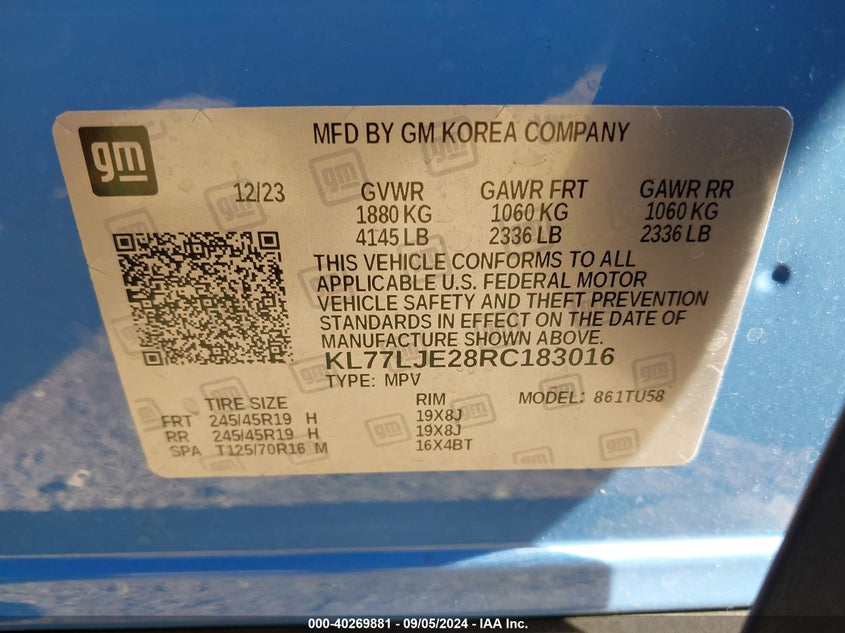 gm
MFD BY GM KOREA COMPANY
12/23
GVWR GAWR FRT GAWR RR
1880 KG 1060 KG 1060 KG
4145 LB 2336 LB 2336 LB
THIS VEHICLE CONFORMS TO ALL
APPLICABLE U.S. FEDERAL MOTOR
VEHICLE SAFETY AND THEFT PREVENTION
STANDARDS IN EFFECT ON THE DATE OF
MANUFACTURE SHOWN ABOVE.
KL77LJE28RC183016
TYPE: MPV
TIRE SIZE RIM MODEL: 861TU58
FRT 245/45R19 H 19X8J
RR 245/45R19 H 19X8J
SPA T125/70R16 M 16X4BT
000-40269881 - 09/05/2024 - IAA Inc.